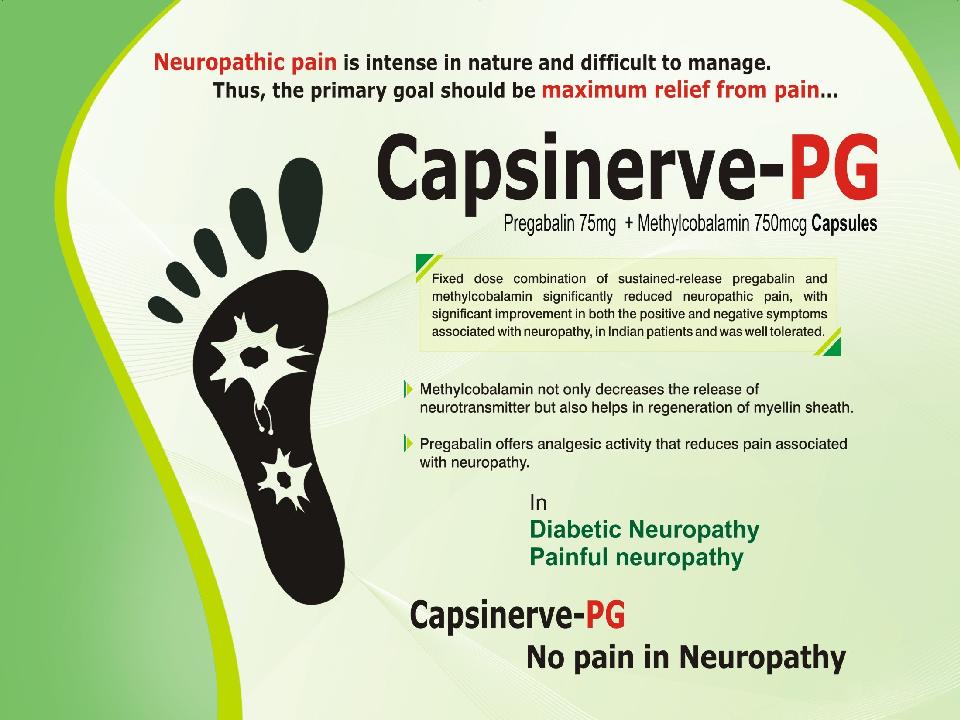 Neuropathic pain is intense in nature and difficult to manage.
Thus, the primary goal should be maximum relief from pain...
Capsinerve-PG
Pregabalin 75mg + Methylcobalamin 750mcg Capsules
Fixed dose combination of sustained-release pregabalin and
methylcobalamin significantly reduced neuropathic pain, with
significant improvement in both the positive and negative symptoms
associated with neuropathy, in Indian patients and was well tolerated.
Methylcobalamin not only decreases the release of
neurotransmitter but also helps in regeneration of myellin sheath.
Pregabalin offers analgesic activity that reduces pain associated
with neuropathy.
In
Diabetic Neuropathy
Painful neuropathy
Capsinerve-PG
No pain in Neuropathy